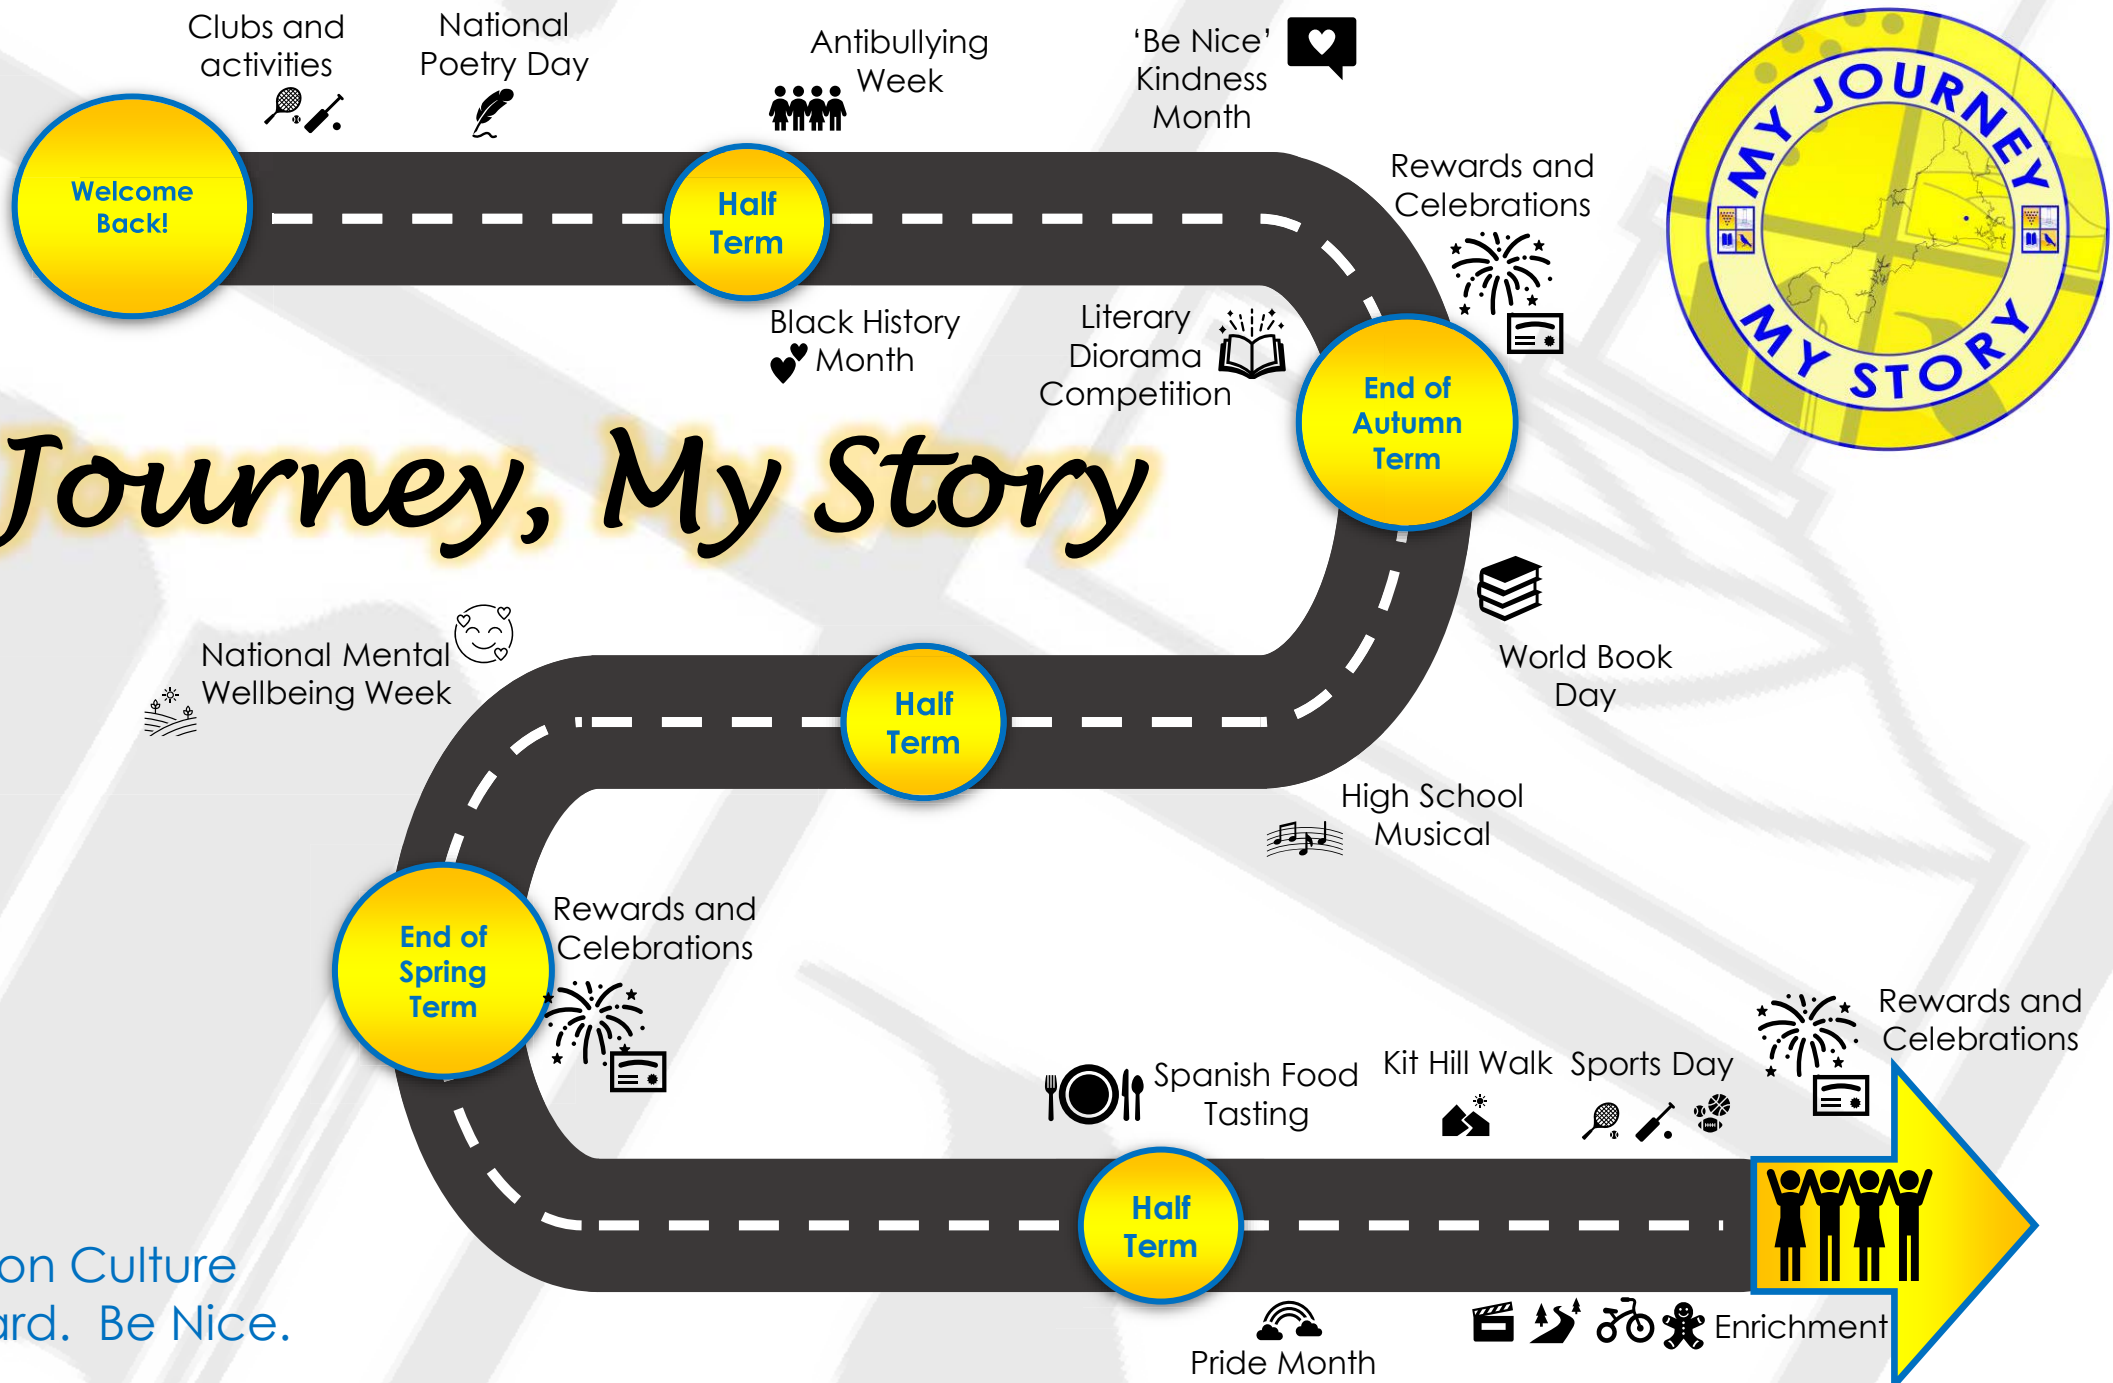 Clubs and
activities
National
Poetry Day
Antibullying
Week
‘Be Nice’
Kindness
Month
Rewards and
Celebrations
MY JOURNEY
MY STORY
Welcome
Back!
Half
Term
Black History
Month
Literary
Diorama
Competition
End of
Autumn
Term
Journey, My Story
World Book
Day
National Mental
Wellbeing Week
Half
Term
High School
Musical
End of
Spring
Term
Rewards and
Celebrations
Spanish Food
Tasting
Kit Hill Walk
Sports Day
Rewards and
Celebrations
Half
Term
Pride Month
Enrichment
on Culture
ard.  Be Nice.